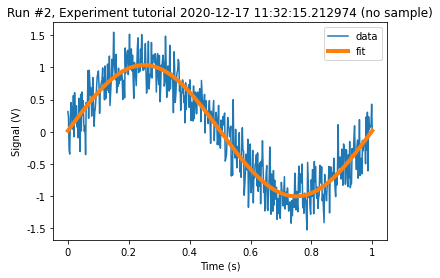 Run #2, Experiment tutorial 2020-12-17 11:32:15.212974 (no sample)
data
fit
Signal (V)
1.5
1.0
0.5
0
-0.5
-1.0
-1.5
0
0.2
0.4
0.6
0.8
1
Time (s)